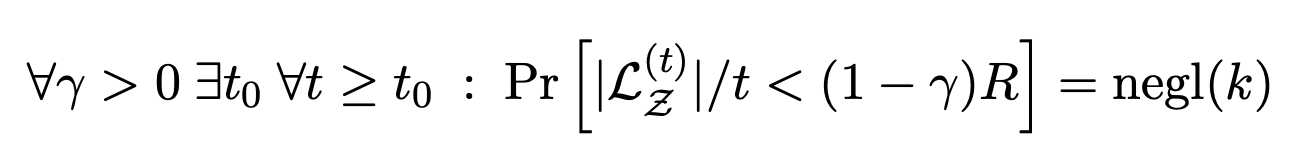 ∀γ > 0 ∃t₀ ∀t ≥ t₀ : Pr[|𝓛_𝒵^(t)|/t < (1 − γ)R] = negl(k)